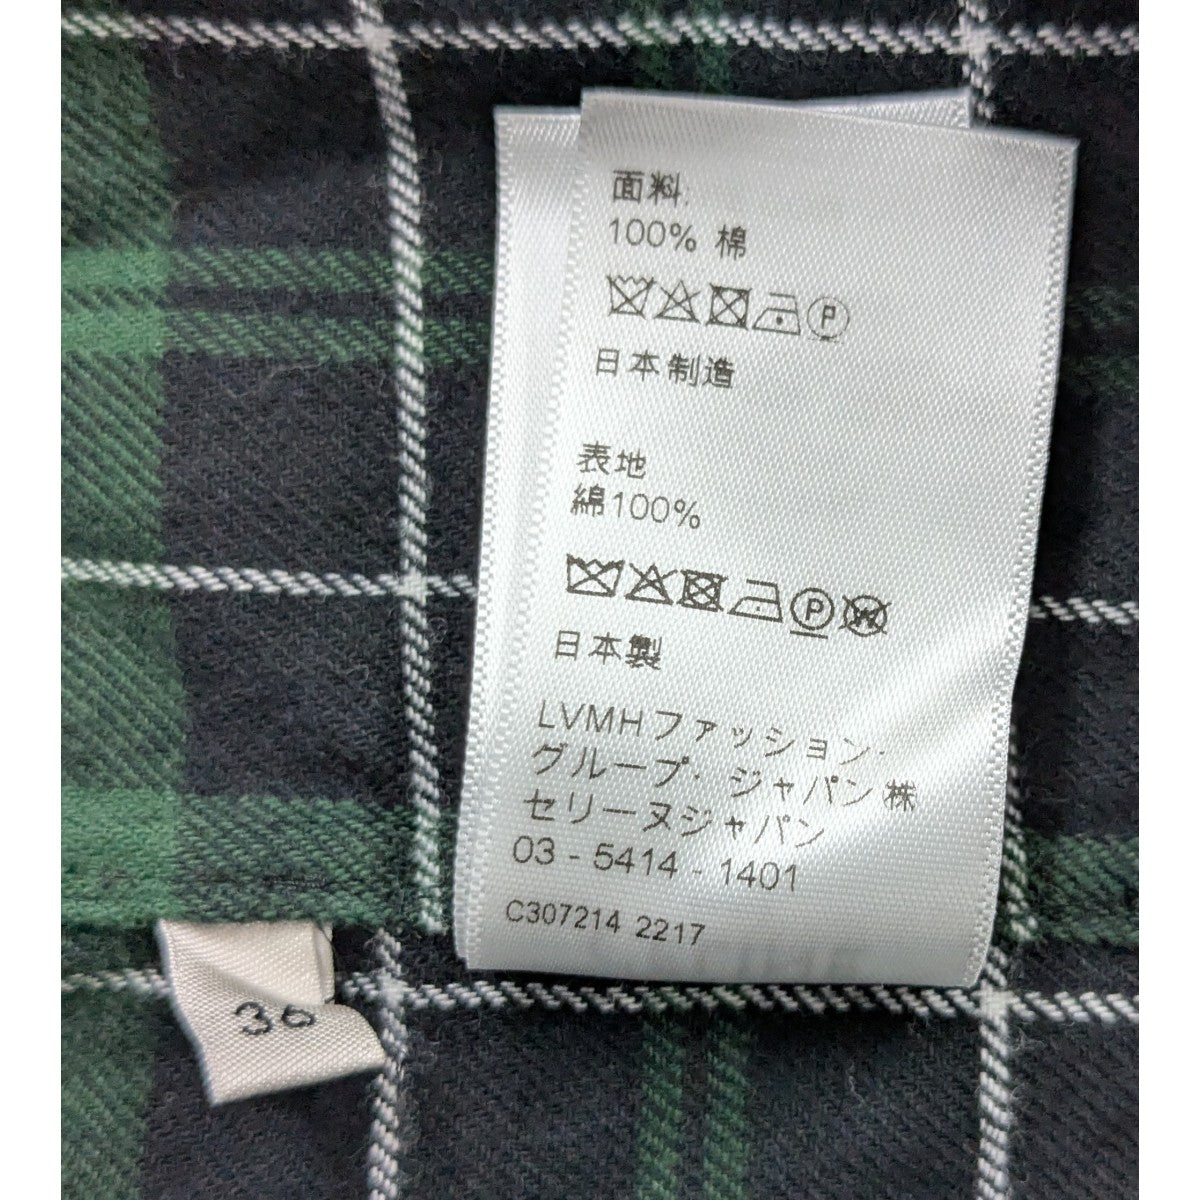 面料:
100% 棉
P
日本制造
表地
綿100%
P W
日本製
LVMHファッション・
グループ・ジャパン株
セリーヌジャパン
03 - 5414 - 1401
C307214 2217
36